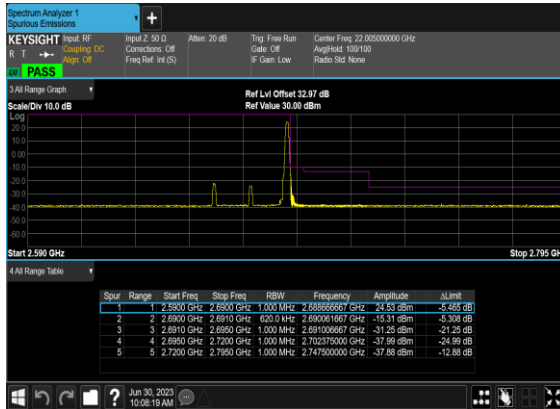 Spectrum Analyzer 1
Spurious Emissions
KEYSIGHT Input: RF Input Z: 50 Ω Atten: 20 dB Trig: Free Run Center Freq: 22.005000000 GHz
R T Coupling: DC Corrections: Off Gate: Off Avg|Hold: 100/100
Align: Off Freq Ref: Int (S) IF Gain: Low Radio Std: None
PASS
3 All Range Graph
Ref Lvl Offset 32.97 dB
Scale/Div 10.0 dB Ref Value 30.00 dBm
Log
20.0
10.0
0.00
-10.0
-20.0
-30.0
-40.0
-50.0
-60.0
Start 2.590 GHz Stop 2.795 GH
4 All Range Table
Spur Range Start Freq Stop Freq RBW Frequency Amplitude ΔLimit
1 1 2.5900 GHz 2.6900 GHz 1.000 MHz 2.688666667 GHz 24.53 dBm -5.465 dB
2 2 2.6900 GHz 2.6910 GHz 620.0 kHz 2.690061667 GHz -15.31 dBm -5.308 dB
3 3 2.6910 GHz 2.6950 GHz 1.000 MHz 2.691006667 GHz -31.25 dBm -21.25 dB
4 4 2.6950 GHz 2.7200 GHz 1.000 MHz 2.702375000 GHz -37.99 dBm -24.99 dB
5 5 2.7200 GHz 2.7950 GHz 1.000 MHz 2.747500000 GHz -37.88 dBm -12.88 dB
? Jun 30, 2023
10:08:19 AM